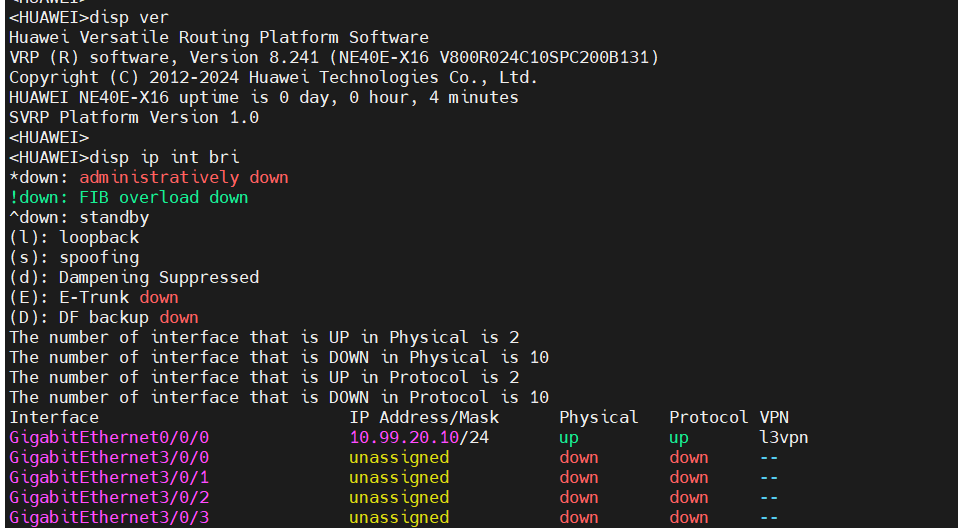 <HUAWEI>disp ver
Huawei Versatile Routing Platform Software
VRP (R) software, Version 8.241 (NE40E-X16 V800R024C10SPC200B131)
Copyright (C) 2012-2024 Huawei Technologies Co., Ltd.
HUAWEI NE40E-X16 uptime is 0 day, 0 hour, 4 minutes
SVRP Platform Version 1.0
<HUAWEI>
<HUAWEI>disp ip int bri
*down: administratively down
!down: FIB overload down
^down: standby
(l): loopback
(s): spoofing
(d): Dampening Suppressed
(E): E-Trunk down
(D): DF backup down
The number of interface that is UP in Physical is 2
The number of interface that is DOWN in Physical is 10
The number of interface that is UP in Protocol is 2
The number of interface that is DOWN in Protocol is 10
Interface                         IP Address/Mask      Physical   Protocol VPN
GigabitEthernet0/0/0              10.99.20.10/24       up         up       l3vpn
GigabitEthernet3/0/0              unassigned           down       down     --
GigabitEthernet3/0/1              unassigned           down       down     --
GigabitEthernet3/0/2              unassigned           down       down     --
GigabitEthernet3/0/3              unassigned           down       down     --